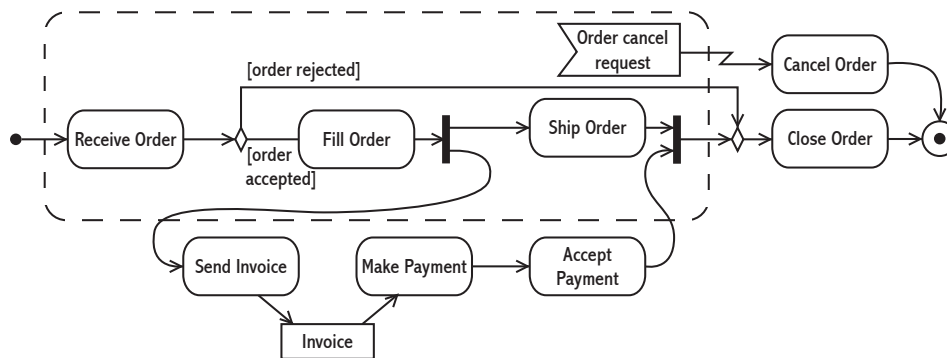 Order cancel
request
Cancel Order
[order rejected]
Receive Order
Fill Order
Ship Order
Close Order
[order
accepted]
Send Invoice
Make Payment
Accept
Payment
Invoice